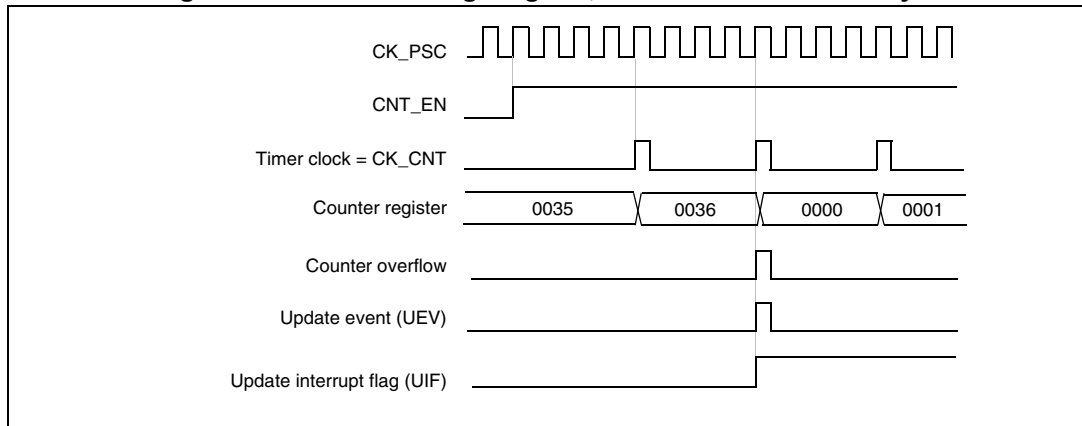 CK_PSC
CNT_EN
Timer clock = CK_CNT
Counter register
0035 0036 0000 0001
Counter overflow
Update event (UEV)
Update interrupt flag (UIF)